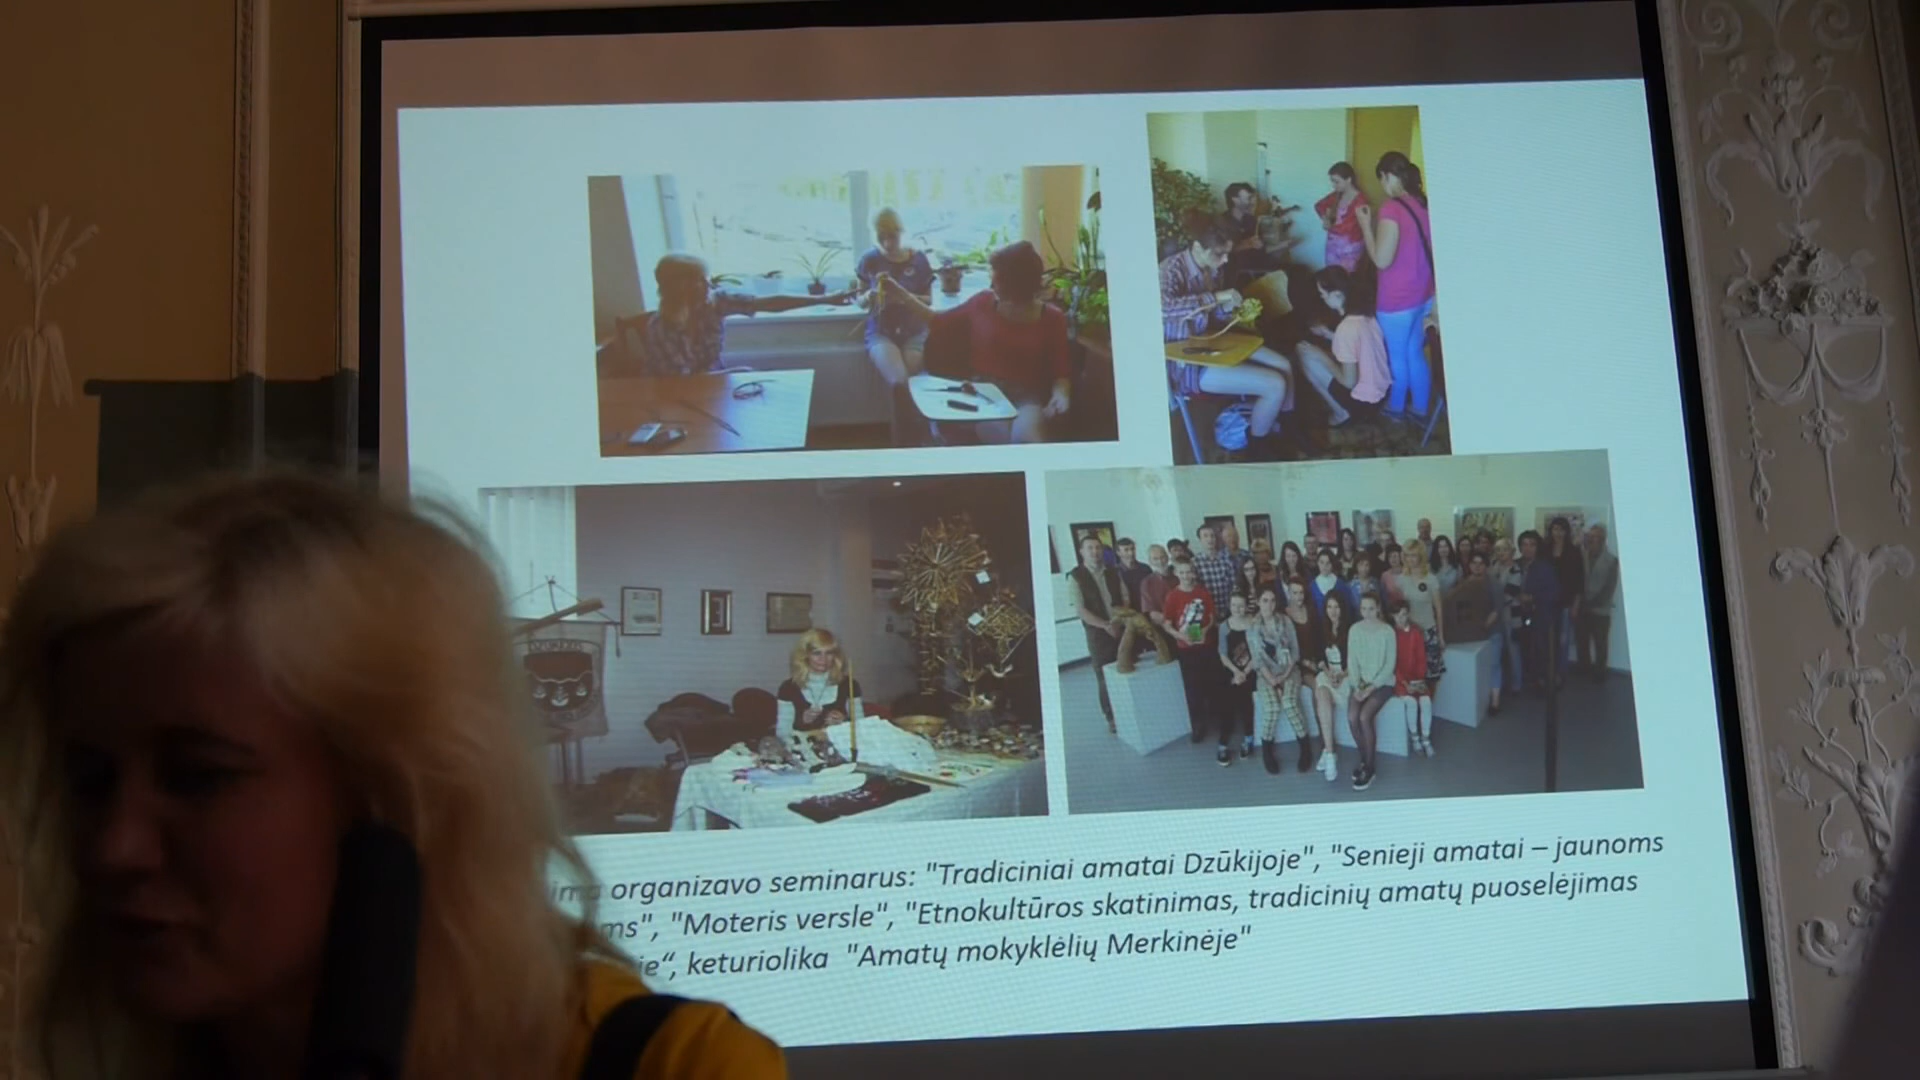 DZŪKIJOS
organizavo seminarus: "Tradiciniai amatai Dzūkijoje", "Senieji amatai – jaunoms
"Moteris versle", "Etnokultūros skatinimas, tradicinių amatų puoselėjimas
keturiolika "Amatų mokyklėlių Merkinėje"